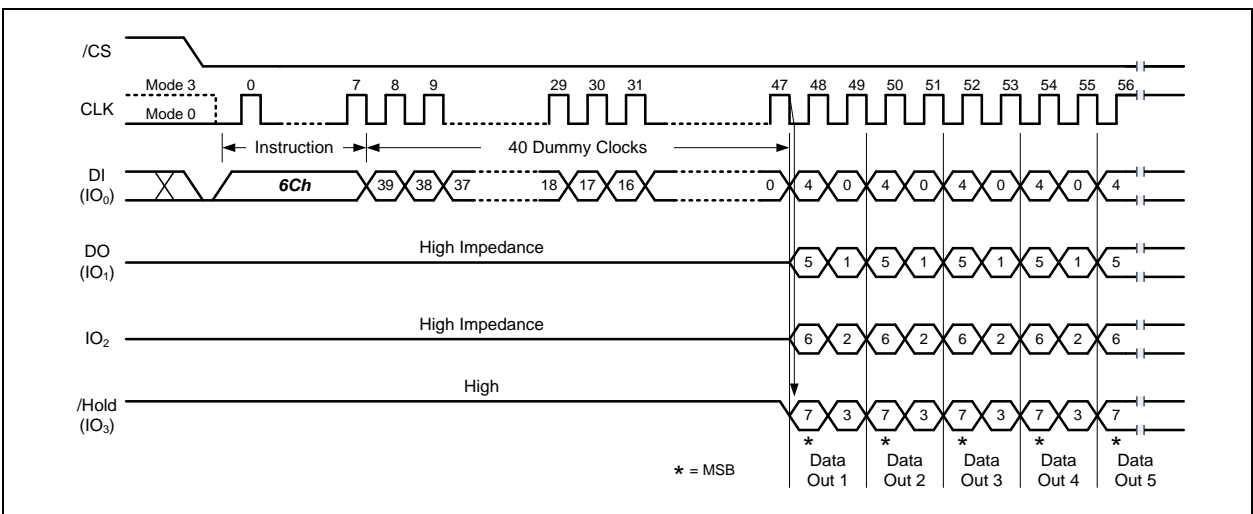 /CS
Mode 3 0 7 8 9 29 30 31 47 48 49 50 51 52 53 54 55 56
CLK
Mode 0
Instruction 40 Dummy Clocks
DI
(IO₀)
6Ch 39 38 37 18 17 16 0 4 0 4 0 4 0 4 0 4
High Impedance
DO
(IO₁)
5 1 5 1 5 1 5 1 5
High Impedance
IO₂
6 2 6 2 6 2 6 2 6
High
/Hold
(IO₃)
7 3 7 3 7 3 7 3 7
* * * * *
* = MSB
Data Data Data Data Data
Out 1 Out 2 Out 3 Out 4 Out 5